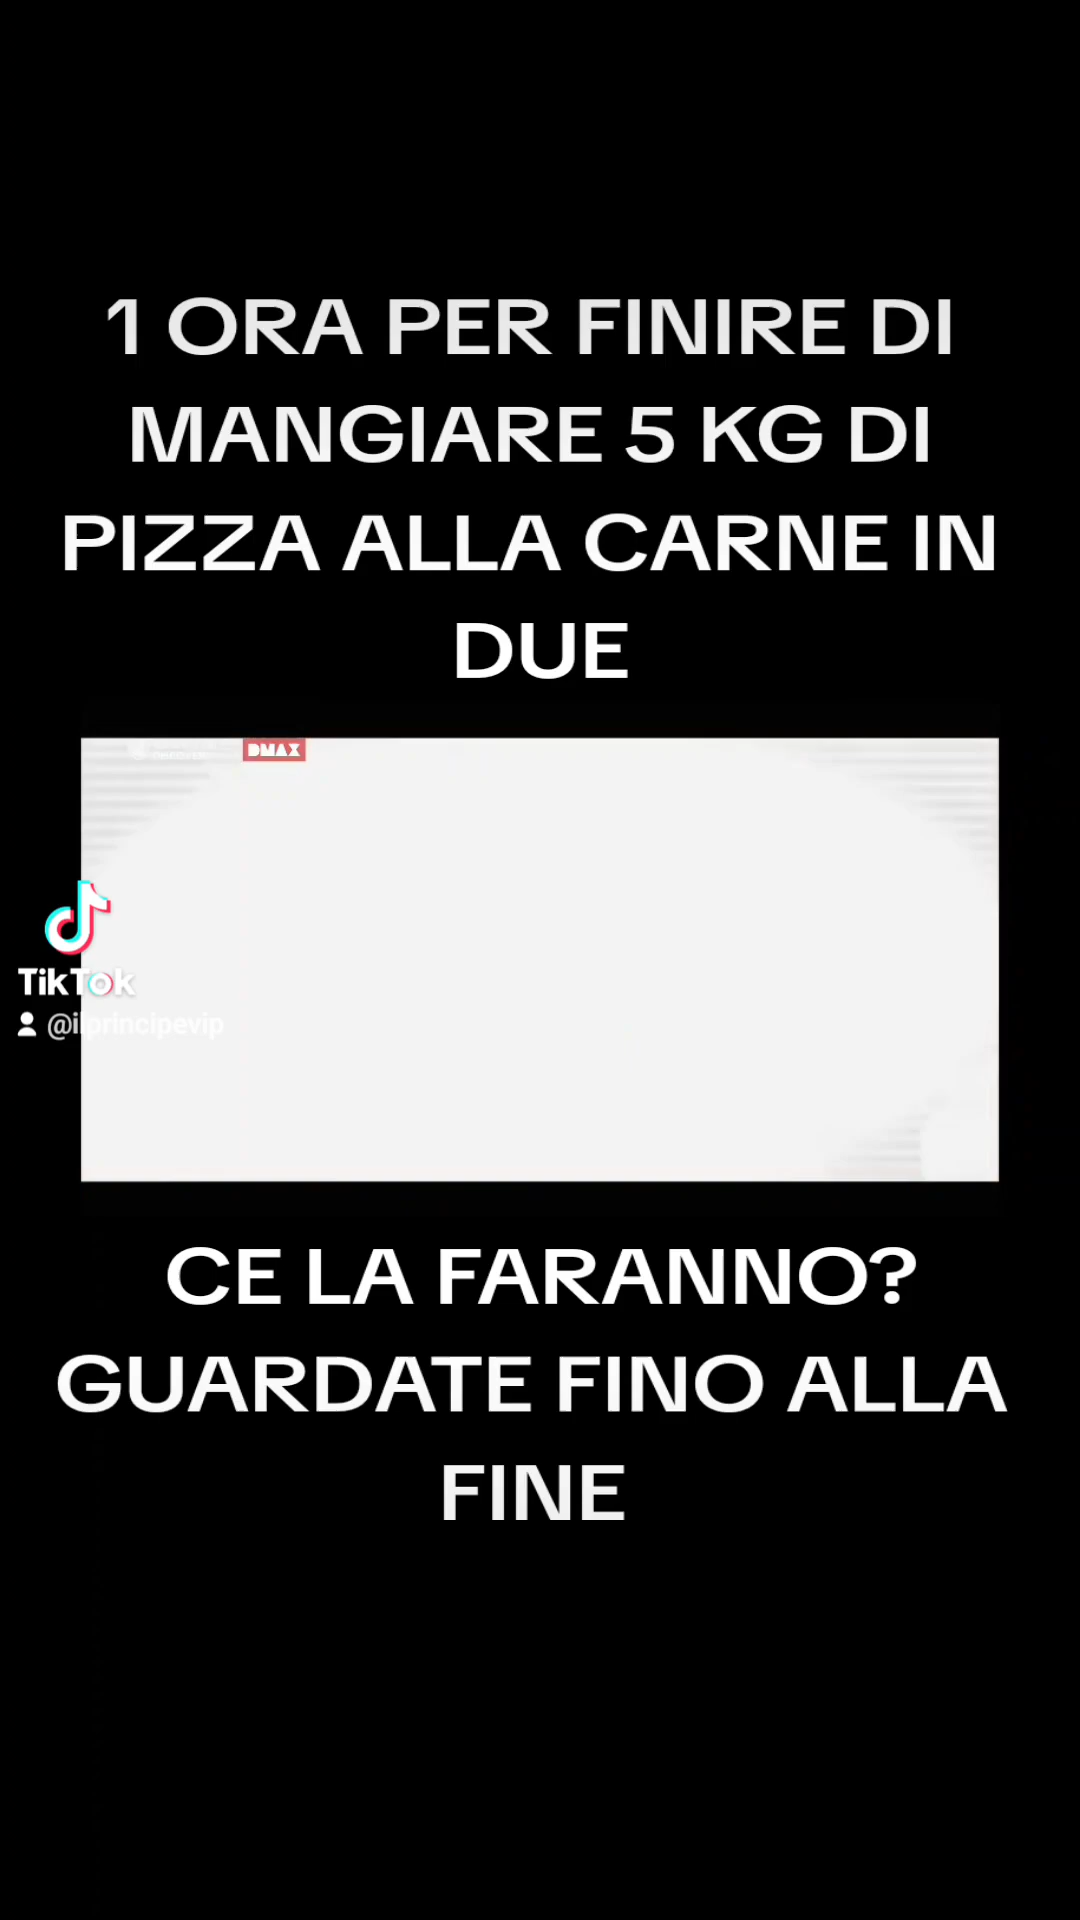 1 ORA PER FINIRE DI
MANGIARE 5 KG DI
PIZZA ALLA CARNE IN
DUE
DMAX
TikTok
@ilprincipevip
CE LA FARANNO?
GUARDATE FINO ALLA
FINE